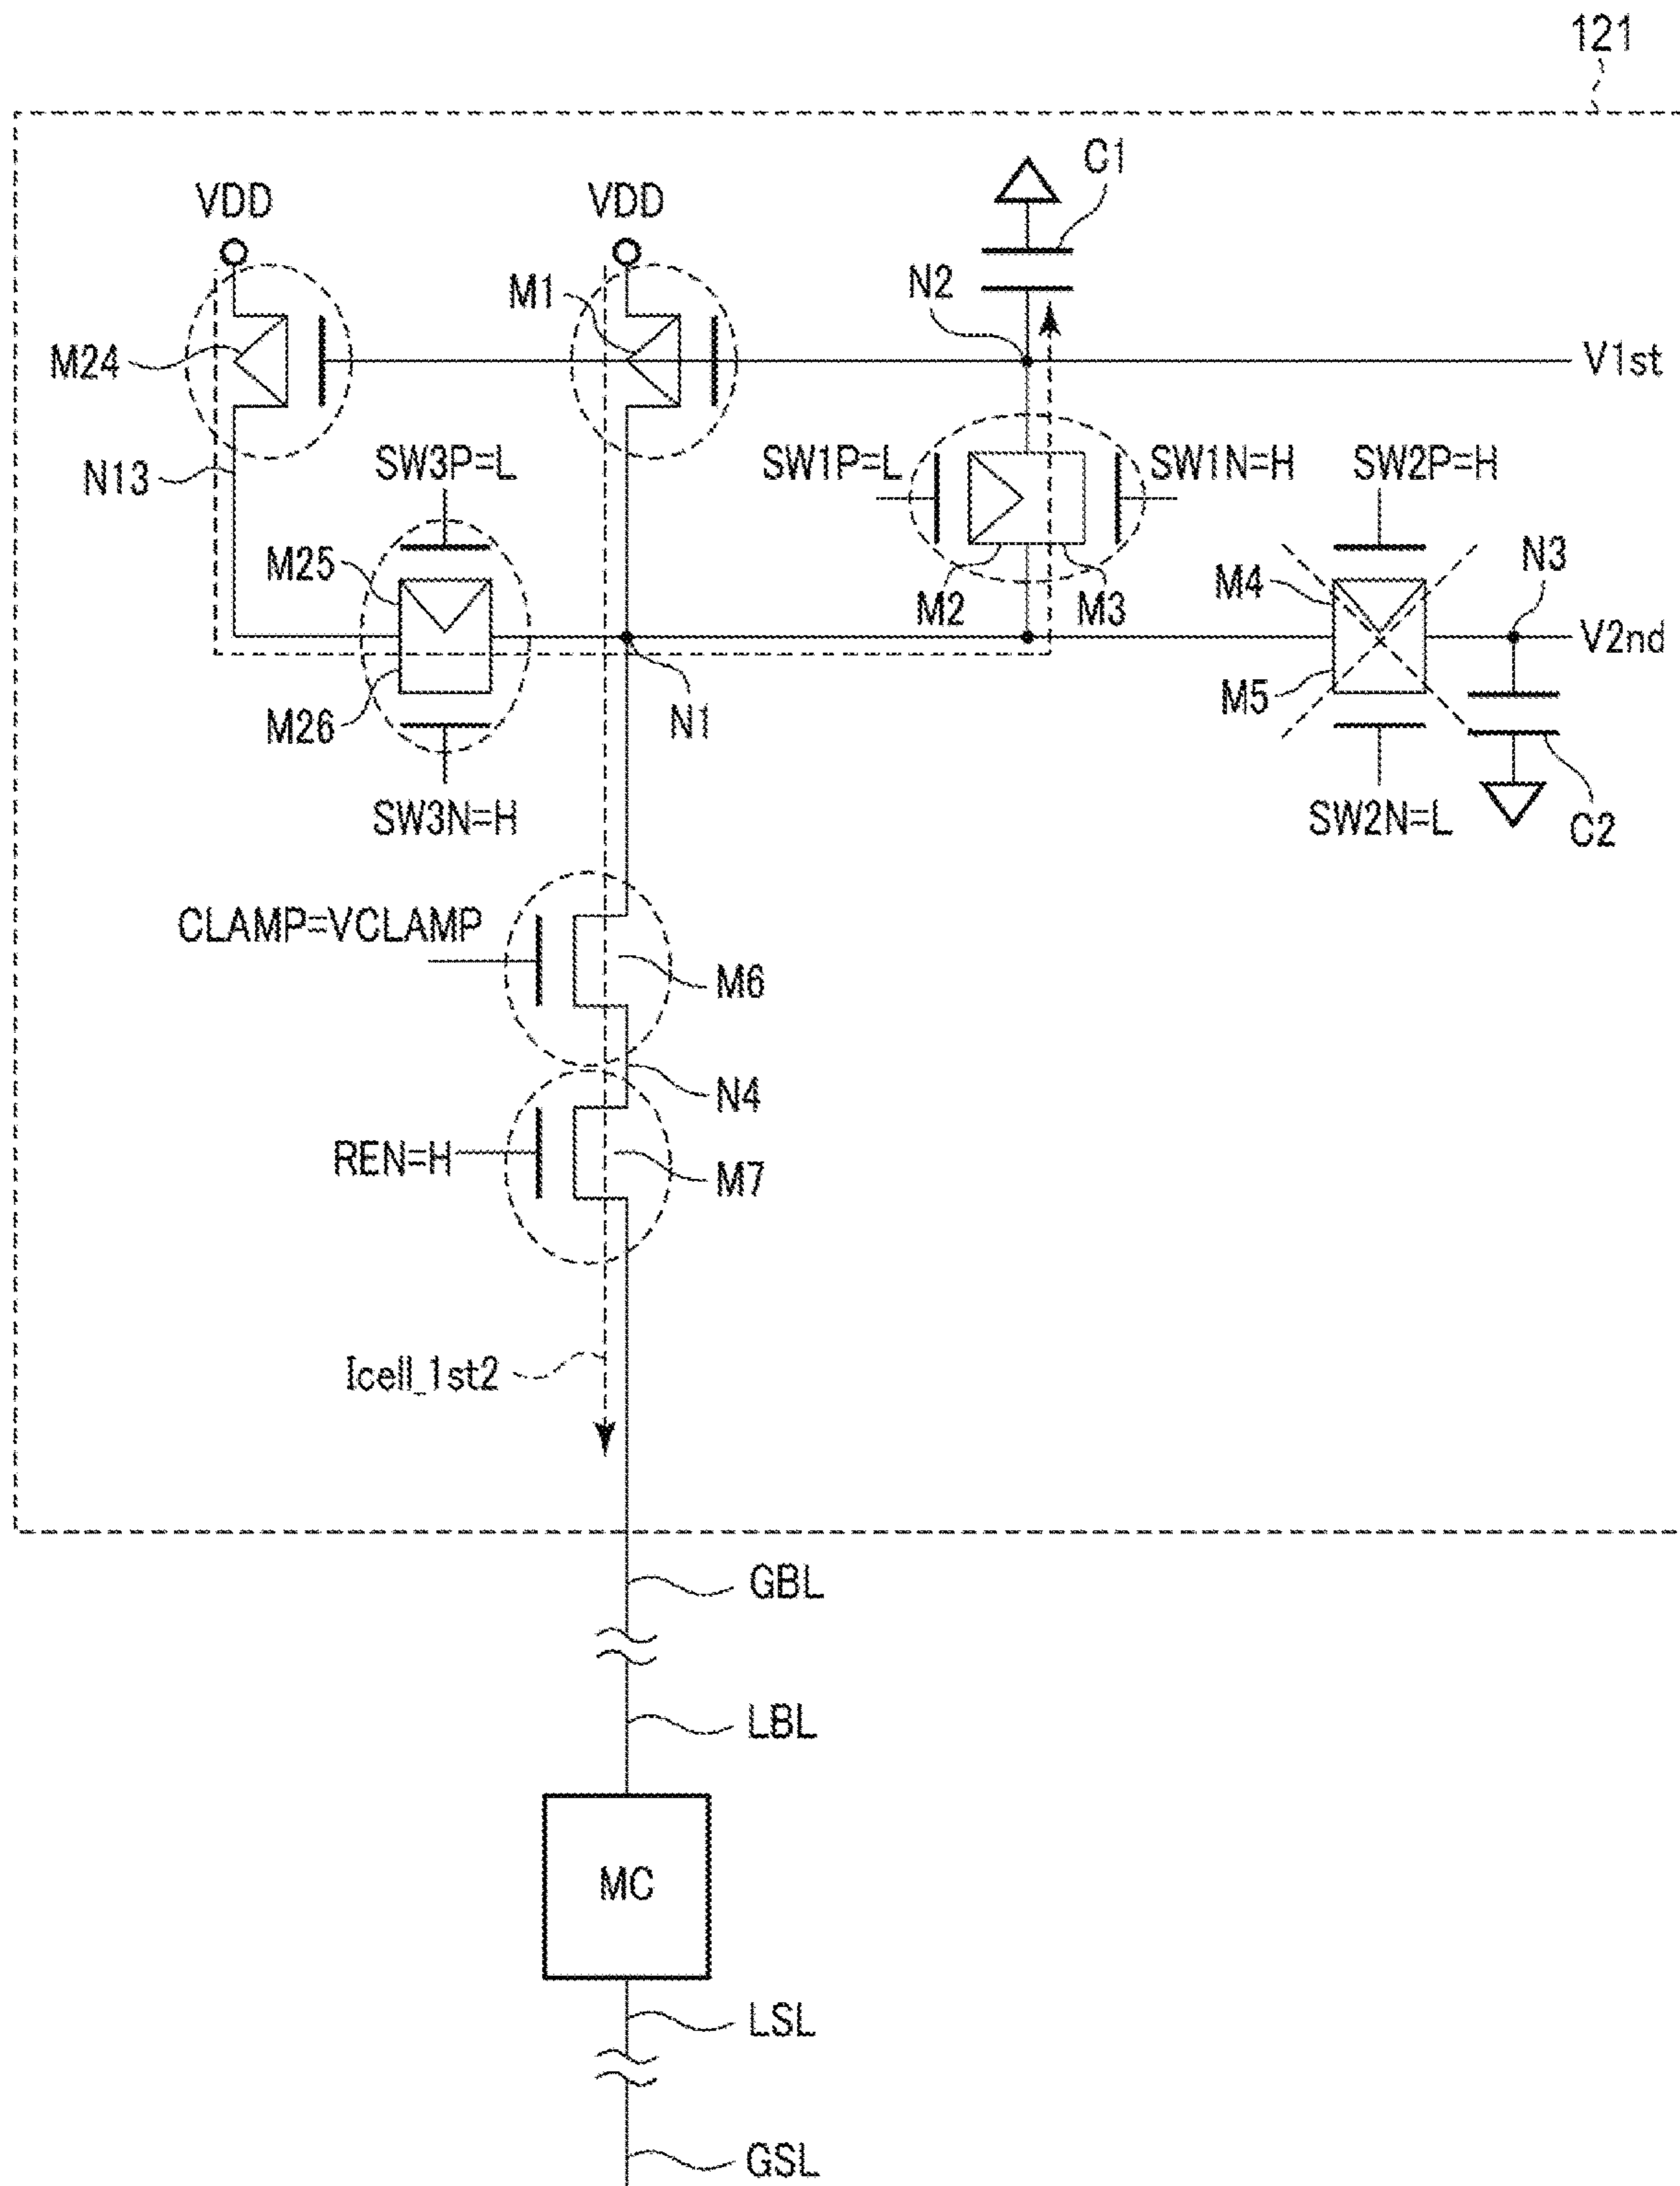 121
C1
VDD
VDD
N2
M1
M24
V1st
N13
SW3P=L
SW1P=L
SW1N=H
SW2P=H
M25
M2
M3
M4
N3
V2nd
M26
N1
M5
SW3N=H
SW2N=L
C2
CLAMP=VCLAMP
M6
N4
REN=H
M7
Icell_1st2
GBL
LBL
MC
LSL
GSL